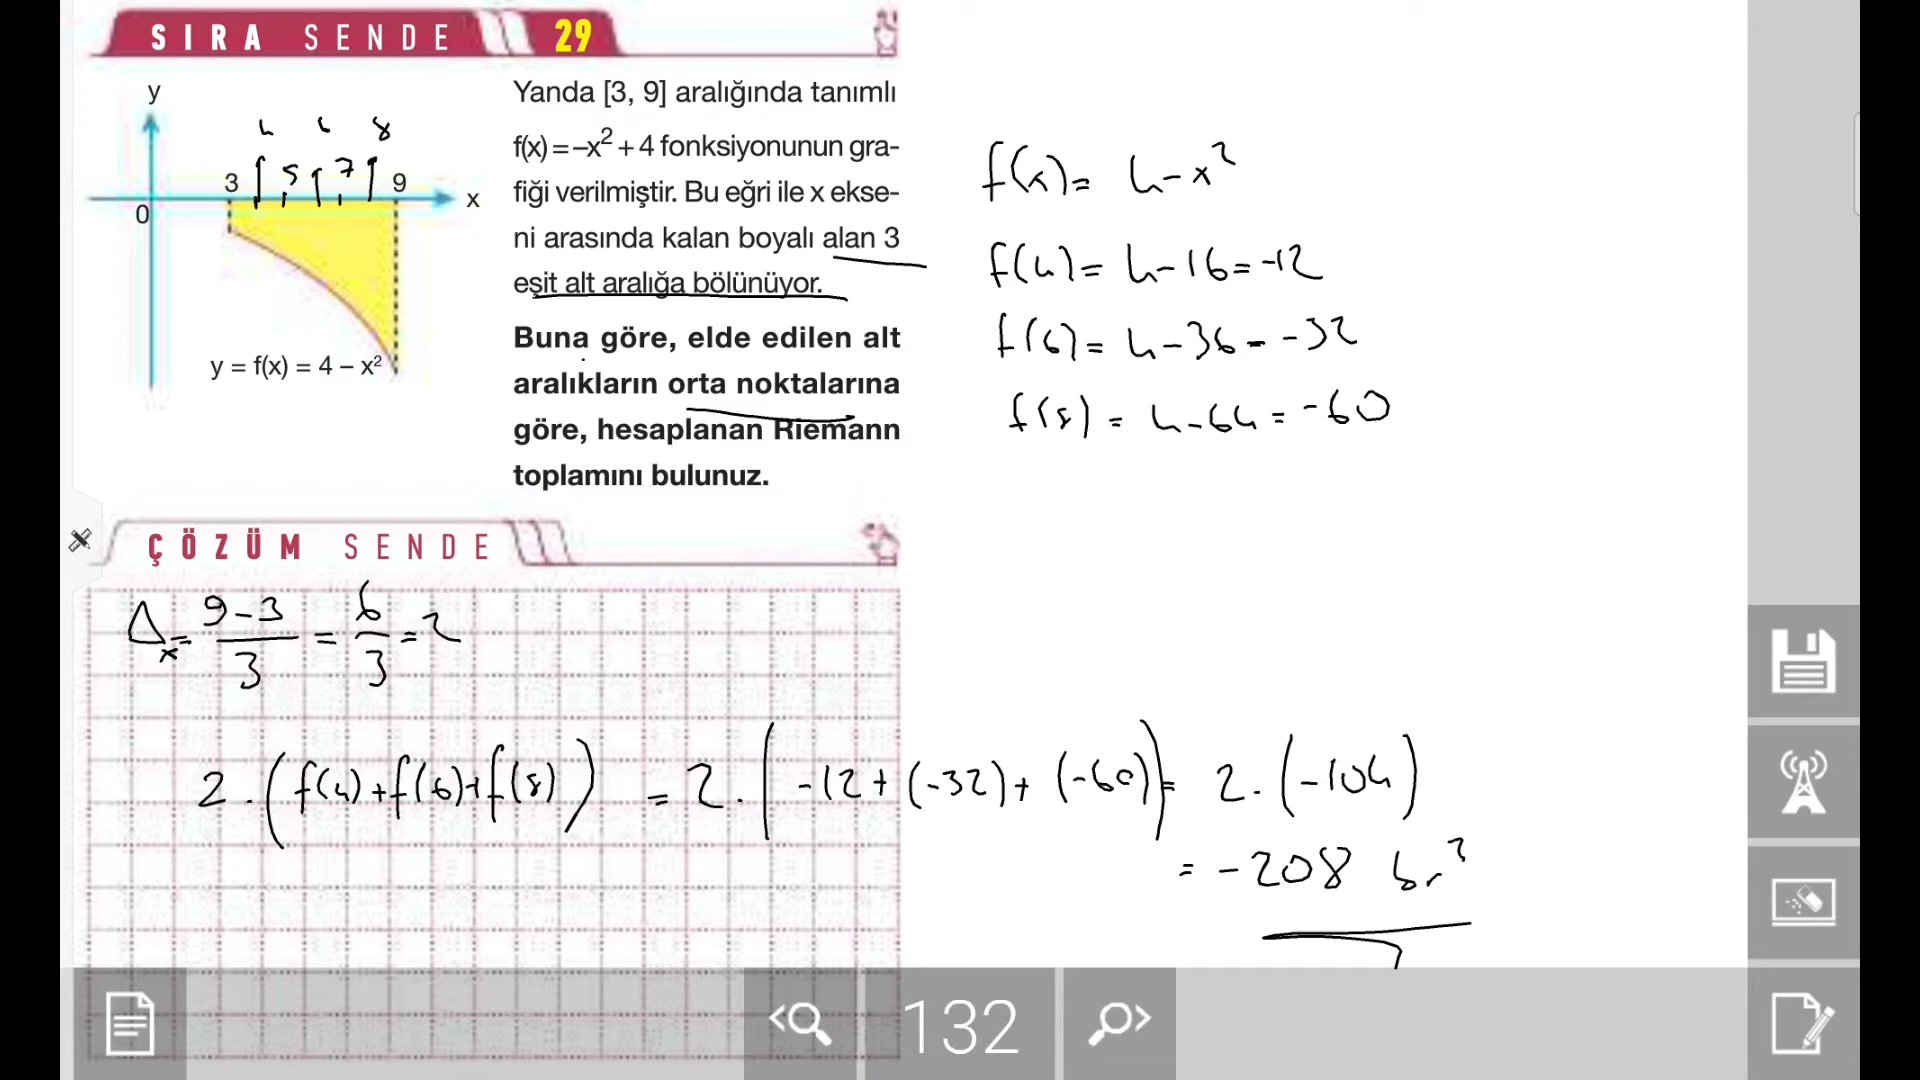 SIRA SENDE 29
y
4 6 8
3 5 7 9
x
0
y = f(x) = 4 – x²
Yanda [3, 9] aralığında tanımlı
f(x) = –x² + 4 fonksiyonunun gra-
fiği verilmiştir. Bu eğri ile x ekse-
ni arasında kalan boyalı alan 3
eşit alt aralığa bölünüyor.
Buna göre, elde edilen alt
aralıkların orta noktalarına
göre, hesaplanan Riemann
toplamını bulunuz.
f(x) = 4 - x²
f(4) = 4 - 16 = -12
f(6) = 4 - 36 = -32
f(8) = 4 - 64 = -60
ÇÖZÜM SENDE
Δx = 9-3/3 = 6/3 = 2
2 . (f(4) + f(6) + f(8)) = 2 . (-12 + (-32) + (-60)) = 2 . (-104)
= -208 br²
132